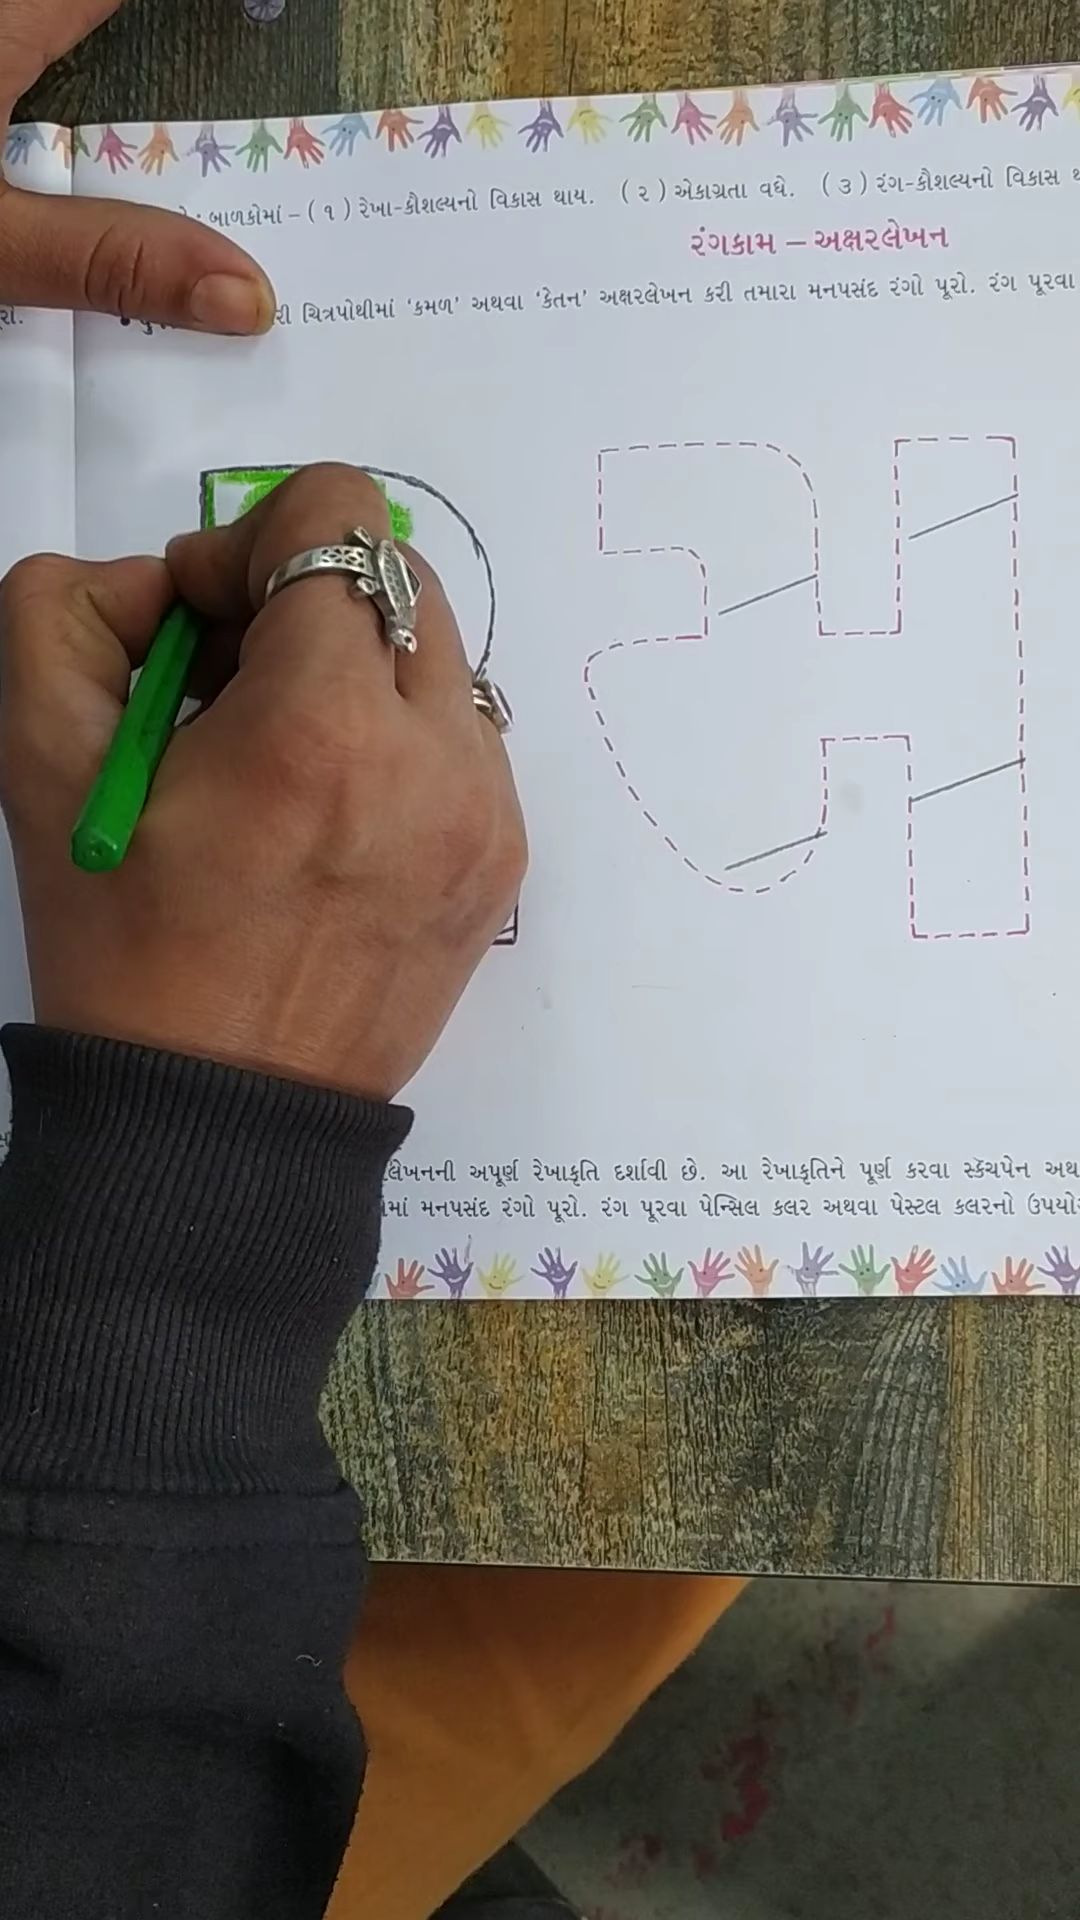 બાળકોમાં – ( ૧ ) રેખા-કૌશલ્યનો વિકાસ થાય. ( ૨ ) એકાગ્રતા વધે. ( ૩ ) રંગ-કૌશલ્યનો વિકાસ
રંગકામ – અક્ષરલેખન
ચિત્રપોથીમાં ‘કમળ’ અથવા ‘કેતન’ અક્ષરલેખન કરી તમારા મનપસંદ રંગો પૂરો. રંગ પૂરવા
મ
અપૂર્ણ રેખાકૃતિ દર્શાવી છે. આ રેખાકૃતિને પૂર્ણ કરવા સ્કૅચપેન
મનપસંદ રંગો પૂરો. રંગ પૂરવા પેન્સિલ કલર અથવા પેસ્ટલ કલરનો